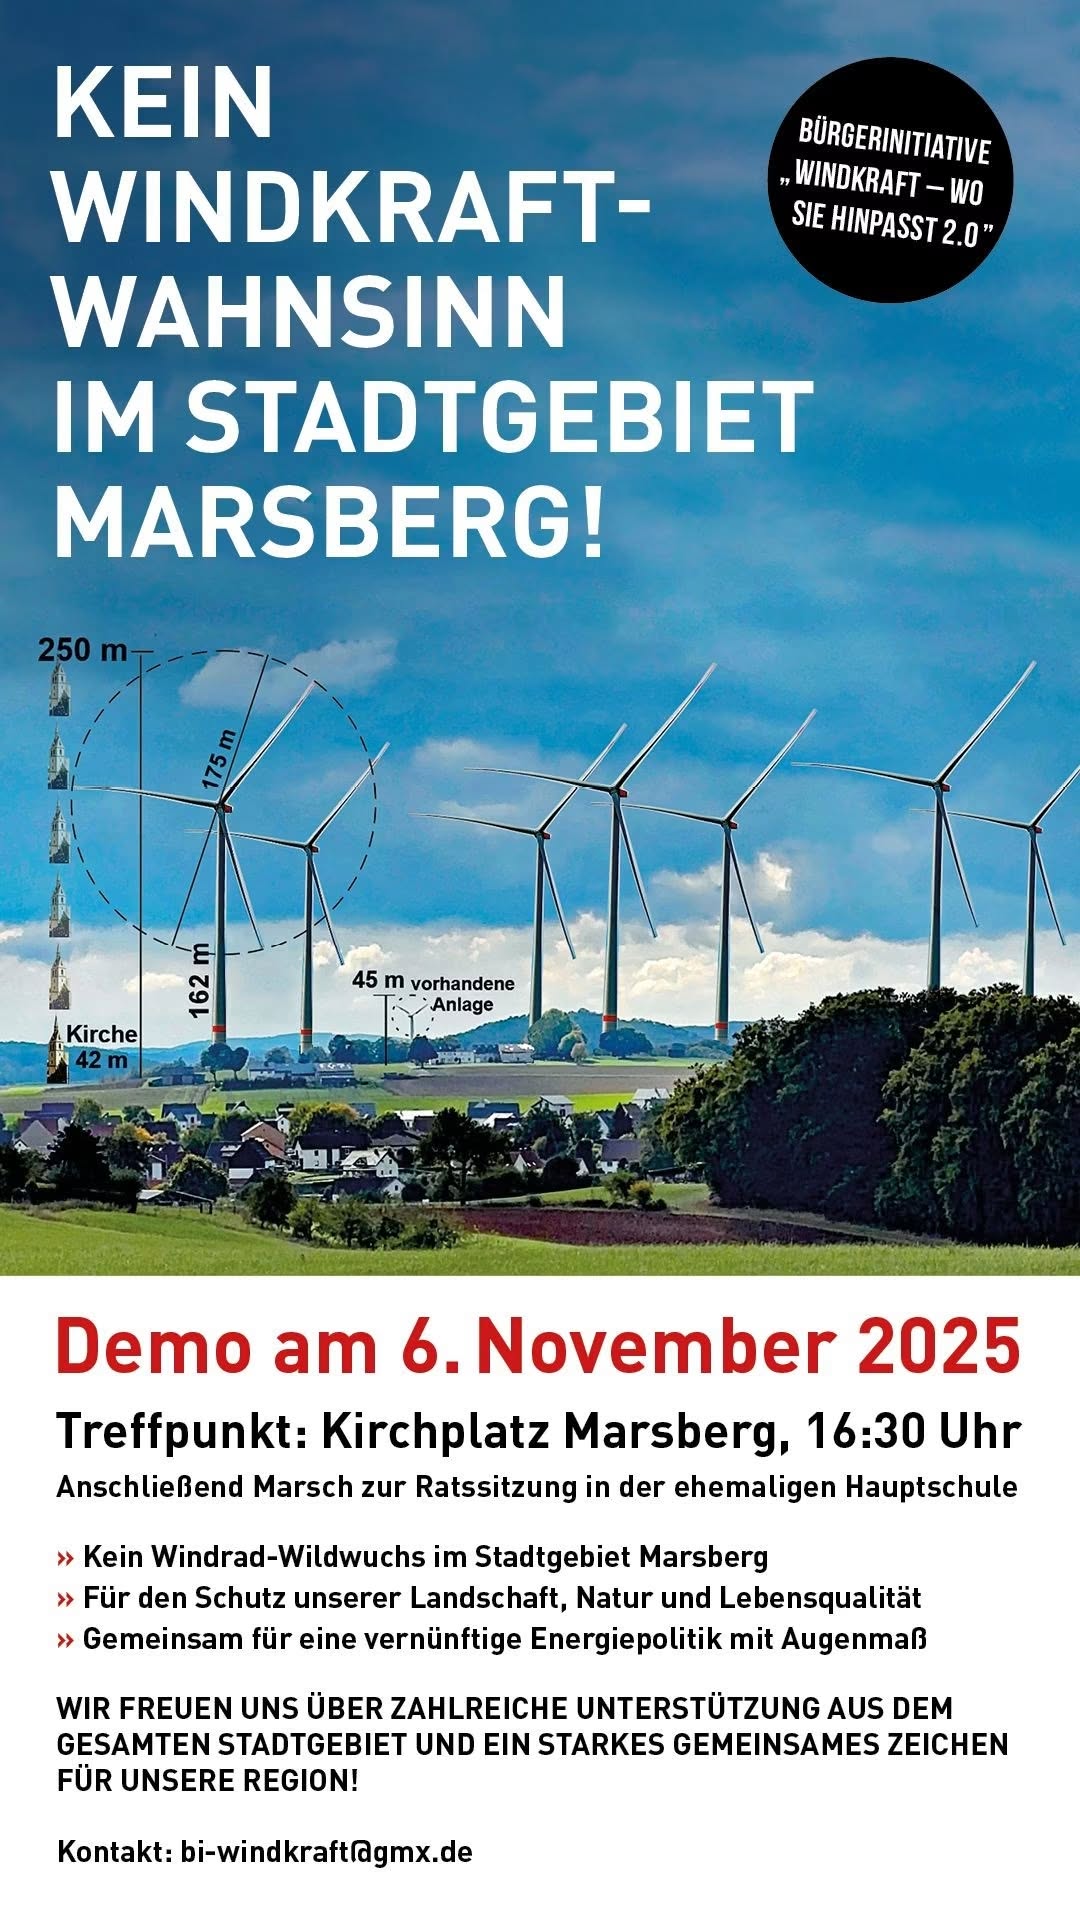 KEIN
WINDKRAFT-
WAHNSINN
IM STADTGEBIET
MARSBERG!
BÜRGERINITIATIVE
„WINDKRAFT – WO
SIE HINPASST 2.0”
250 m
175 m
162 m
45 m vorhandene
Anlage
Kirche
42 m
Demo am 6. November 2025
Treffpunkt: Kirchplatz Marsberg, 16:30 Uhr
Anschließend Marsch zur Ratssitzung in der ehemaligen Hauptschule
» Kein Windrad-Wildwuchs im Stadtgebiet Marsberg
» Für den Schutz unserer Landschaft, Natur und Lebensqualität
» Gemeinsam für eine vernünftige Energiepolitik mit Augenmaß
WIR FREUEN UNS ÜBER ZAHLREICHE UNTERSTÜTZUNG AUS DEM
GESAMTEN STADTGEBIET UND EIN STARKES GEMEINSAMES ZEICHEN
FÜR UNSERE REGION!
Kontakt: bi-windkraft@gmx.de